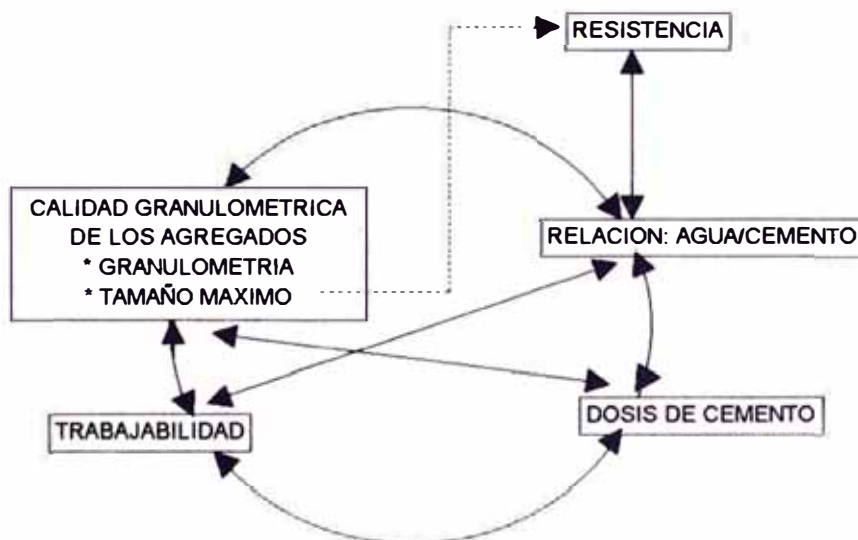 RESISTENCIA
CALIDAD GRANULOMETRICA
DE LOS AGREGADOS
* GRANULOMETRIA
* TAMAÑO MAXIMO
RELACION: AGUA/CEMENTO
TRABAJABILIDAD
DOSIS DE CEMENTO